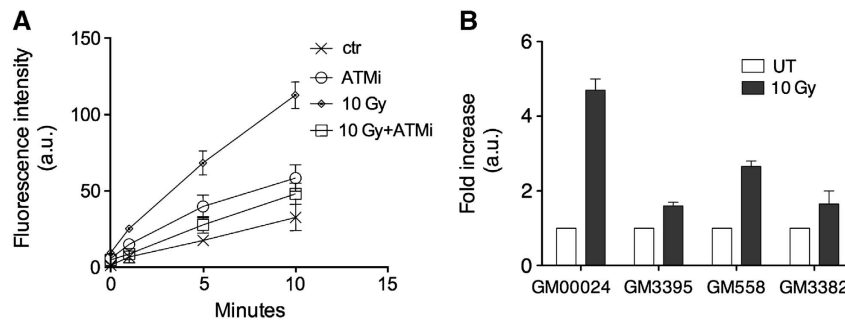 A
Fluorescence intensity
(a.u.)
150
100
50
0
0
5
10
15
Minutes
ctr
ATMi
10 Gy
10 Gy+ATMi
B
Fold increase
(a.u.)
6
4
2
0
UT
10 Gy
GM00024
GM3395
GM558
GM3382